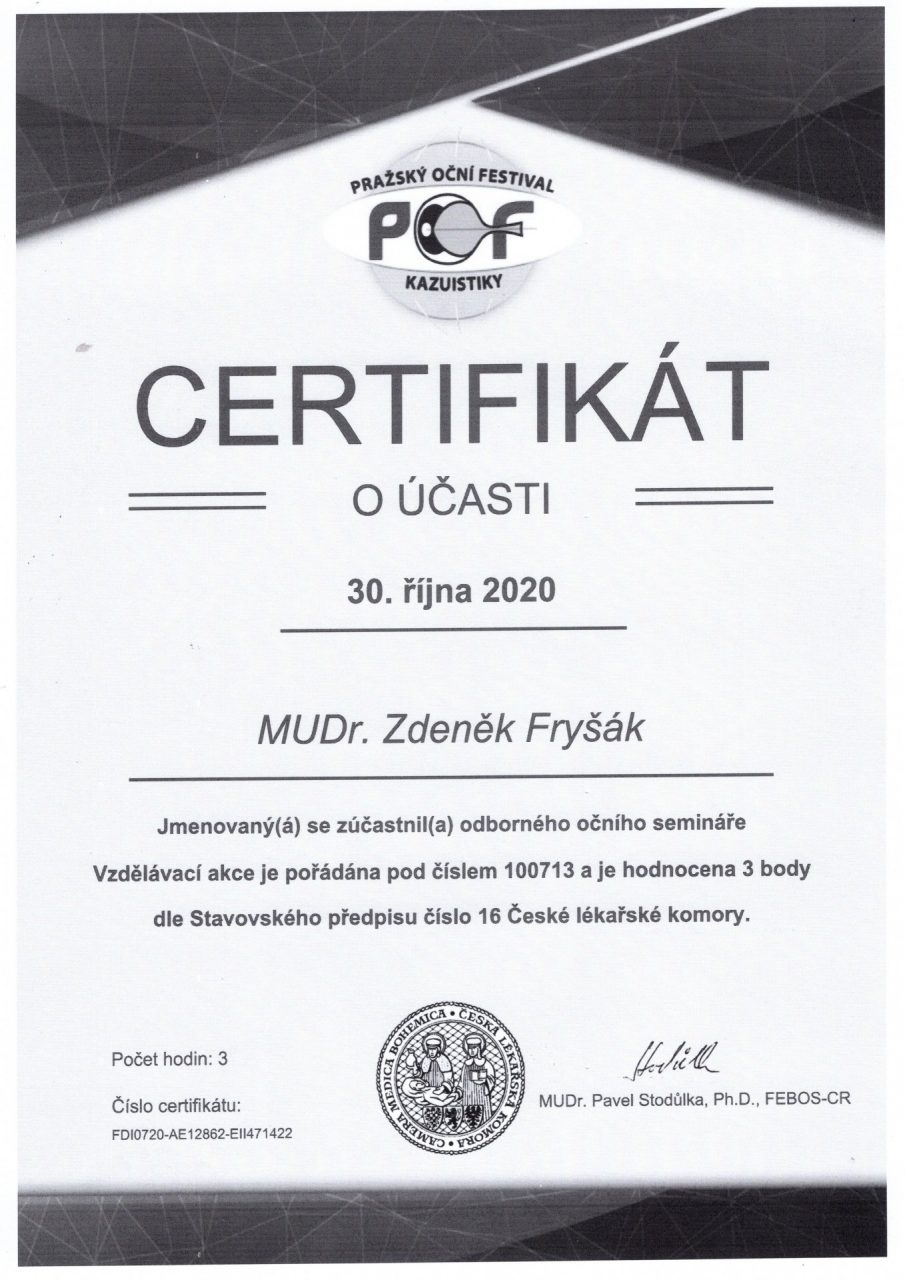 PRAŽSKÝ OČNÍ FESTIVAL
POF
KAZUISTIKY
CERTIFIKÁT
O ÚČASTI
30. října 2020
MUDr. Zdeněk Fryšák
Jmenovaný(á) se zúčastnil(a) odborného očního semináře
Vzdělávací akce je pořádána pod číslem 100713 a je hodnocena 3 body
dle Stavovského předpisu číslo 16 České lékařské komory.
Počet hodin: 3
Číslo certifikátu:
FDI0720-AE12862-EII471422
CAMERA MEDICA BOHEMICA • ČESKÁ LÉKAŘSKÁ KOMORA •
Stodůlka
MUDr. Pavel Stodůlka, Ph.D., FEBOS-CR